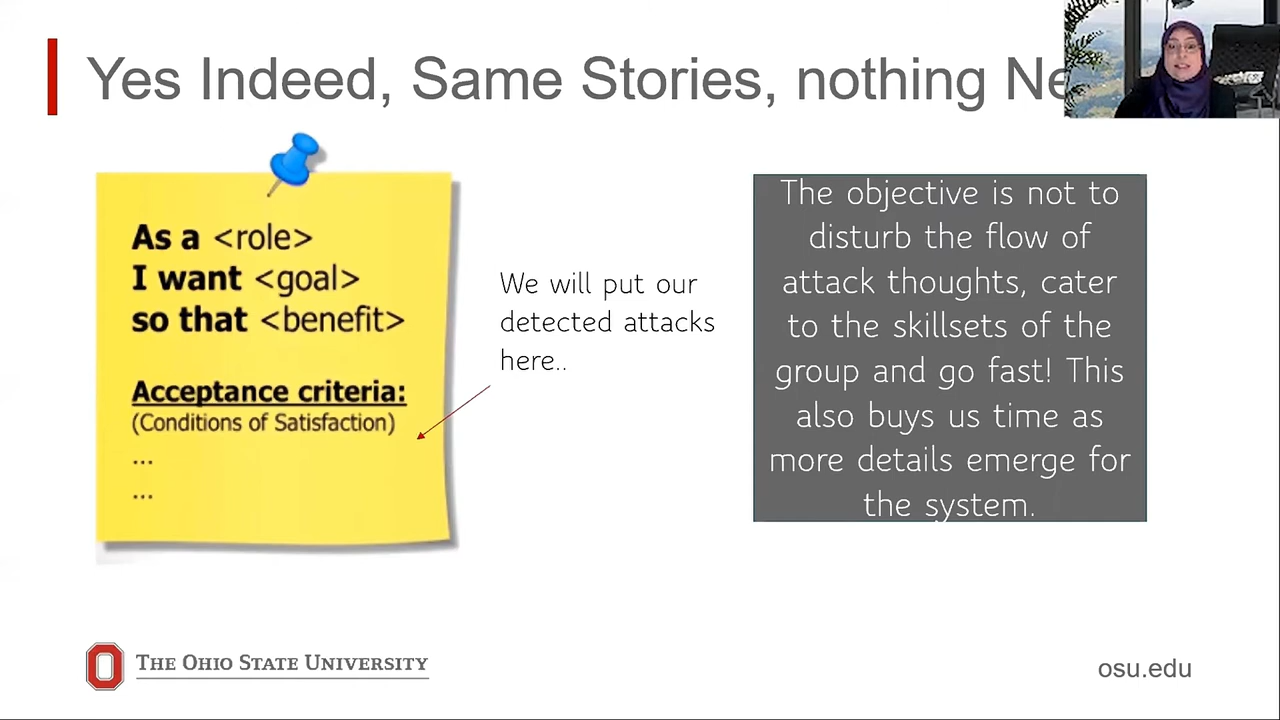 Yes Indeed, Same Stories, nothing
As a <role>
I want <goal>
so that <benefit>
Acceptance criteria:
(Conditions of Satisfaction)
...
...
We will put our
detected attacks
here..
The objective is not to
disturb the flow of
attack thoughts, cater
to the skillsets of the
group and go fast! This
also buys us time as
more details emerge for
the system.
THE OHIO STATE UNIVERSITY
osu.edu